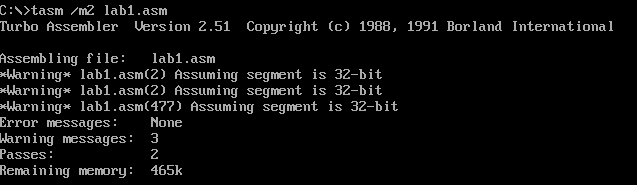 C:\>tasm /m2 lab1.asm
Turbo Assembler  Version 2.51  Copyright (c) 1988, 1991 Borland International

Assembling file:   lab1.asm
*Warning* lab1.asm(2) Assuming segment is 32-bit
*Warning* lab1.asm(2) Assuming segment is 32-bit
*Warning* lab1.asm(477) Assuming segment is 32-bit
Error messages:    None
Warning messages:  3
Passes:            2
Remaining memory:  465k